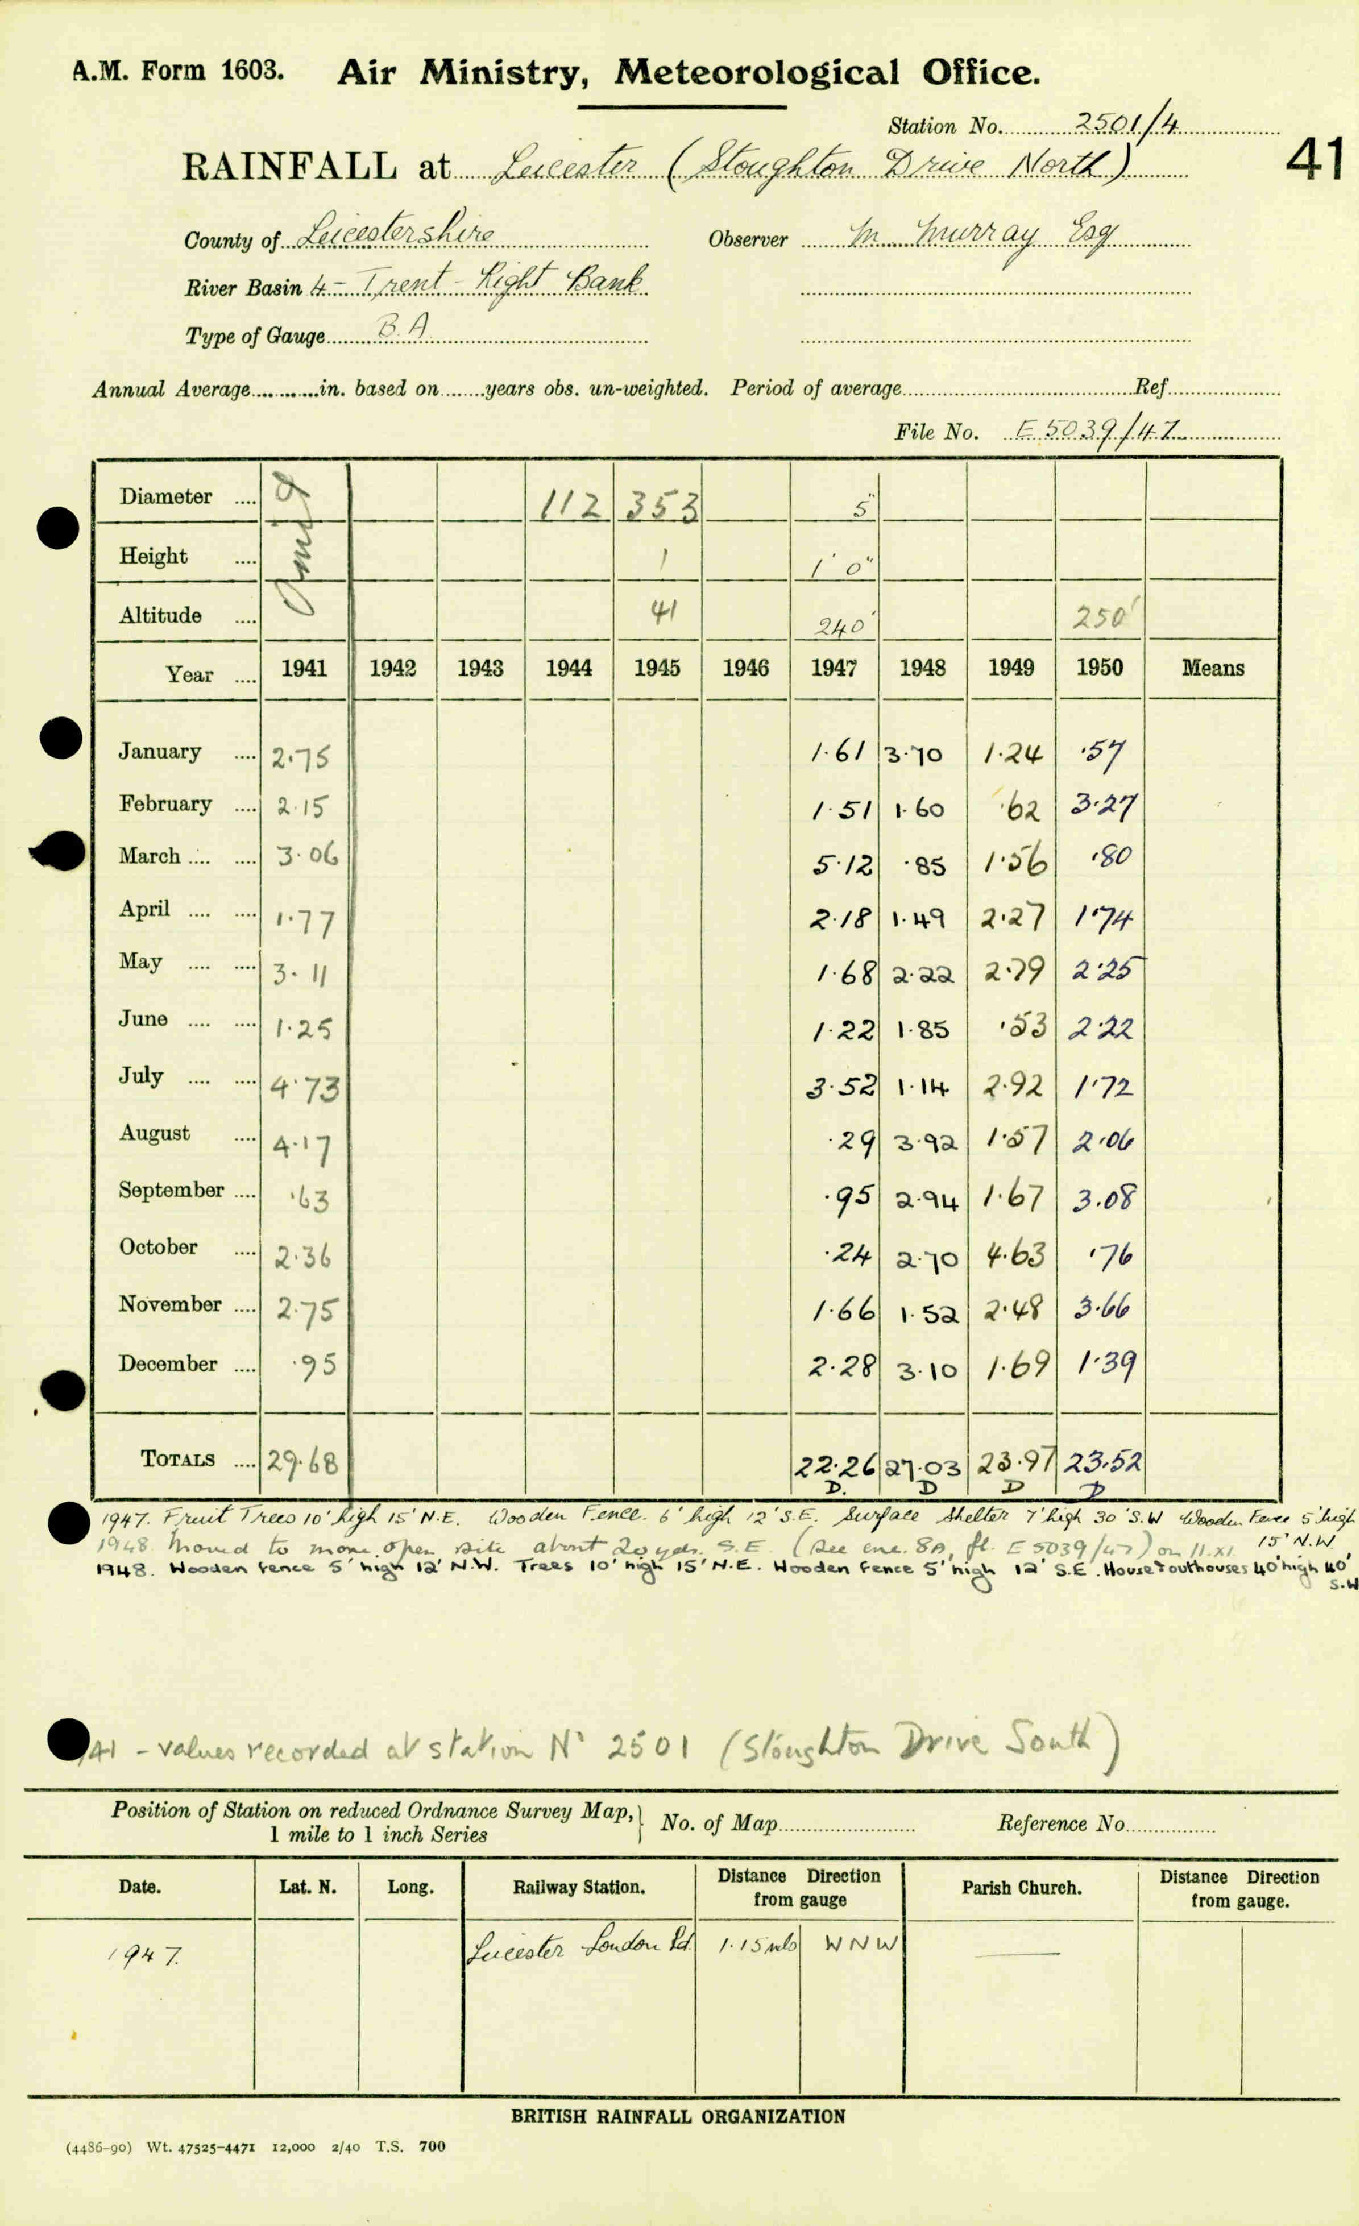 A.M. Form 1603. Air Ministry, Meteorological Office.
Station No. 2501/4
41
RAINFALL at Leicester (Stoughton Drive North)
County of Leicestershire Observer M. Murray Esq
River Basin 4 - Trent - Right Bank
Type of Gauge B.A
Annual Average in. based on years obs. un-weighted. Period of average Ref
File No. E 5039/47
Diameter 112 353 5"
Omit
Height 1 1' 0"
Altitude 41 240' 250'
Year 1941 1942 1943 1944 1945 1946 1947 1948 1949 1950 Means
January 2.75 1.61 3.70 1.24 .57
February 2.15 1.51 1.60 .62 3.27
March 3.06 5.12 .85 1.56 .80
April 1.77 2.18 1.49 2.27 1.74
May 3.11 1.68 2.22 2.79 2.25
June 1.25 1.22 1.85 .53 2.22
July 4.73 3.52 1.14 2.92 1.72
August 4.17 .29 3.92 1.57 2.06
September .63 .95 2.94 1.67 3.08
October 2.36 .24 2.70 4.63 .76
November 2.75 1.66 1.52 2.48 3.66
December .95 2.28 3.10 1.69 1.39
TOTALS 29.68 22.26 27.03 23.97 23.52
D. D D D
1947. Fruit Trees 10' high 15' N.E. Wooden Fence 6' high 12' S.E. Surface Shelter 7' high 30' S.W Wooden Fence 5' high
15' N.W.
1948 Moved to more open site about 20 yds. S.E. (See enc. 8A, fl. E 5039/47) on 11.xi.
1948. Wooden Fence 5' high 12' N.W. Trees 10' high 15' N.E. Wooden Fence 5' high 12' S.E. House & outhouses 40' high 40'
S.W
41 - values recorded at station No 2501 (Stoughton Drive South)
Position of Station on reduced Ordnance Survey Map, No. of Map Reference No.
1 mile to 1 inch Series
Date. Lat. N. Long. Railway Station. Distance Direction from gauge Parish Church. Distance Direction from gauge.
1947. Leicester London Rd 1.15 mls WNW
BRITISH RAINFALL ORGANIZATION
(4486-90) Wt. 47525-4471 12,000 2/40 T.S. 700